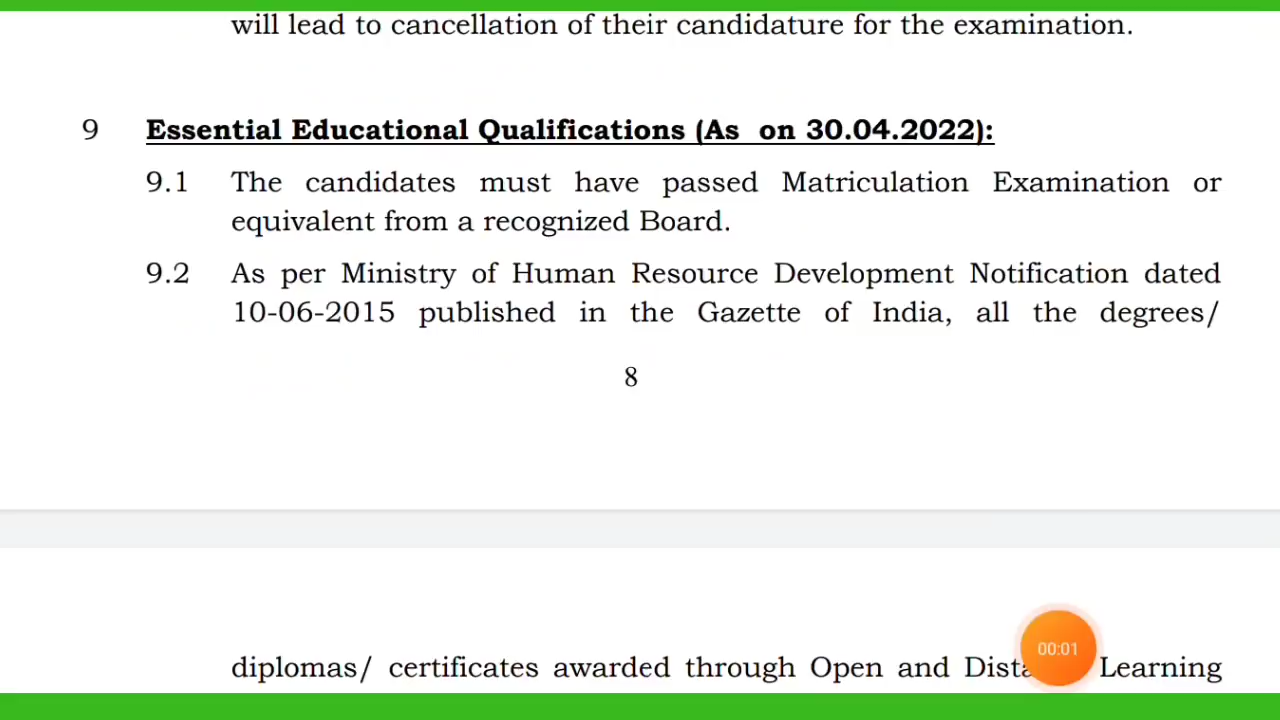 will lead to cancellation of their candidature for the examination.
9 Essential Educational Qualifications (As on 30.04.2022):
9.1 The candidates must have passed Matriculation Examination or
equivalent from a recognized Board.
9.2 As per Ministry of Human Resource Development Notification dated
10-06-2015 published in the Gazette of India, all the degrees/
8
diplomas/ certificates awarded through Open and Learning
00:01